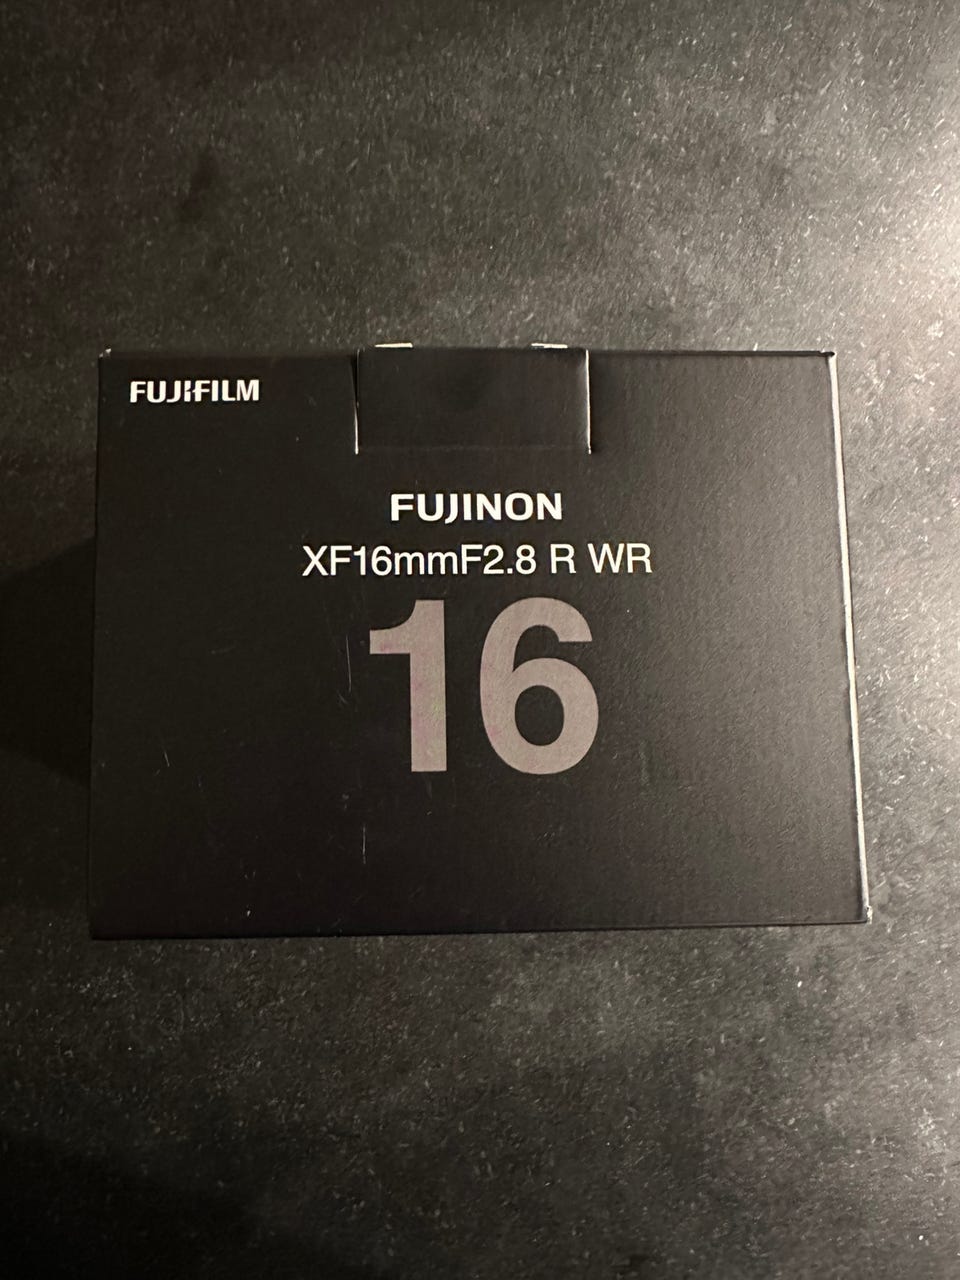 FUJIFILM
FUJINON
XF16mmF2.8 R WR
16